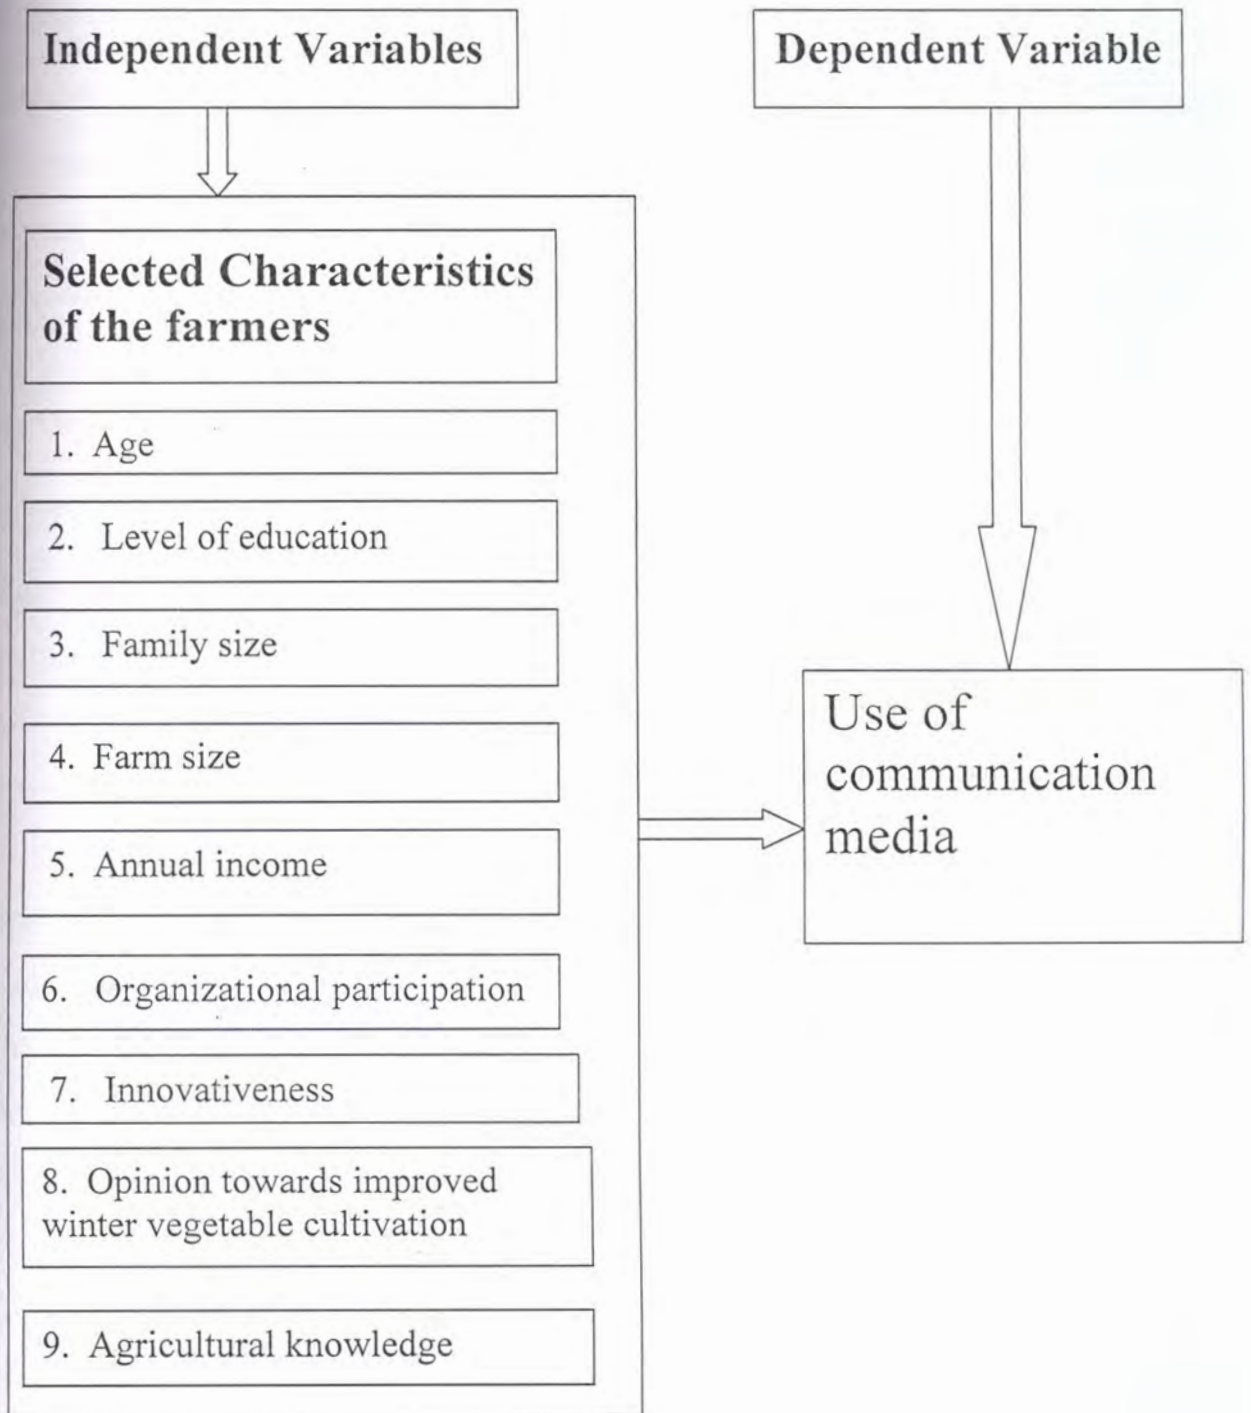 Independent Variables
Dependent Variable
Selected Characteristics
of the farmers
1. Age
2. Level of education
3. Family size
4. Farm size
5. Annual income
6. Organizational participation
7. Innovativeness
8. Opinion towards improved
winter vegetable cultivation
9. Agricultural knowledge
Use of
communication
media